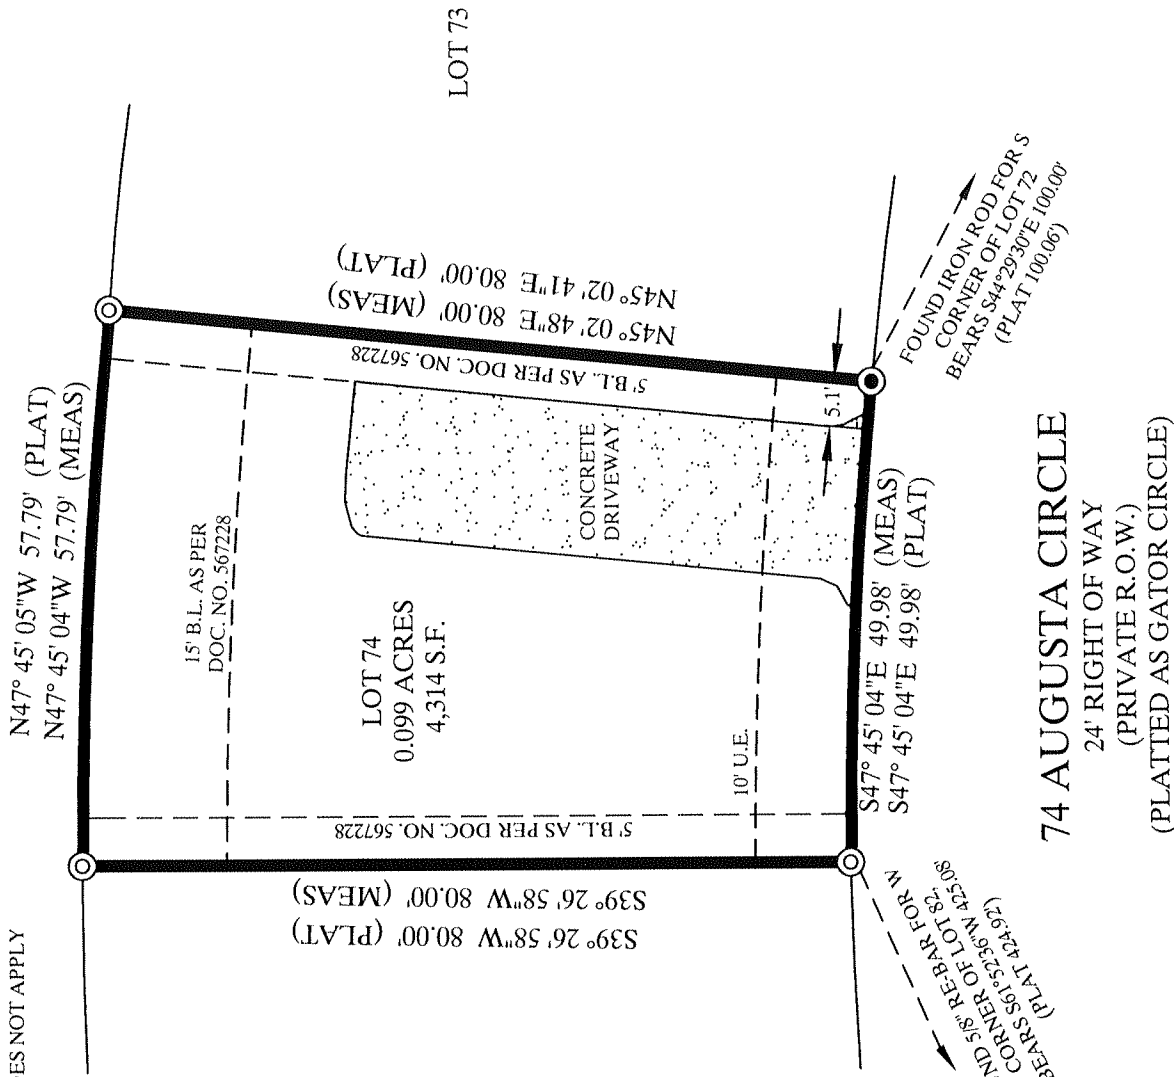 LOT 73
DOES NOT APPLY
N47° 45' 05"W 57.79' (PLAT)
N47° 45' 04"W 57.79' (MEAS)
15' B.L. AS PER
DOC. NO. 567228
N45° 02' 41"E 80.00' (PLAT)
N45° 02' 48"E 80.00' (MEAS)
5' B.L. AS PER DOC. NO. 567228
CONCRETE
DRIVEWAY
5.1'
LOT 74
0.099 ACRES
4,314 S.F.
10' U.E.
5' B.L. AS PER DOC. NO. 567228
S39° 26' 58"W 80.00' (MEAS)
S39° 26' 58"W 80.00' (PLAT)
S47° 45' 04"E 49.98' (MEAS)
S47° 45' 04"E 49.98' (PLAT)
FOUND IRON ROD FOR S
CORNER OF LOT 72
BEARS S44°29'30"E 100.00'
(PLAT 100.06')
5/8" RE-BAR FOR W
CORNER OF LOT 82,
BEARS S61°52'36"W 425.08'
(PLAT 424.92')
74 AUGUSTA CIRCLE
24' RIGHT OF WAY
(PRIVATE R.O.W.)
(PLATTED AS GATOR CIRCLE)